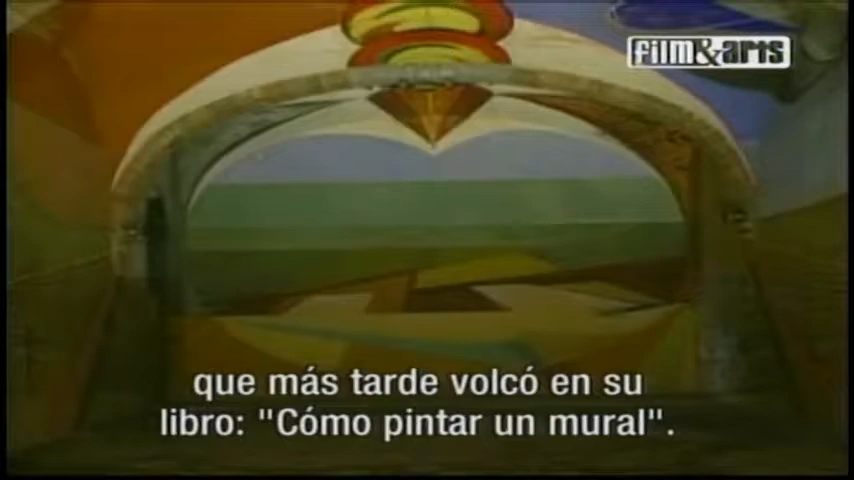 film&arts
que más tarde volcó en su
libro: "Cómo pintar un mural".